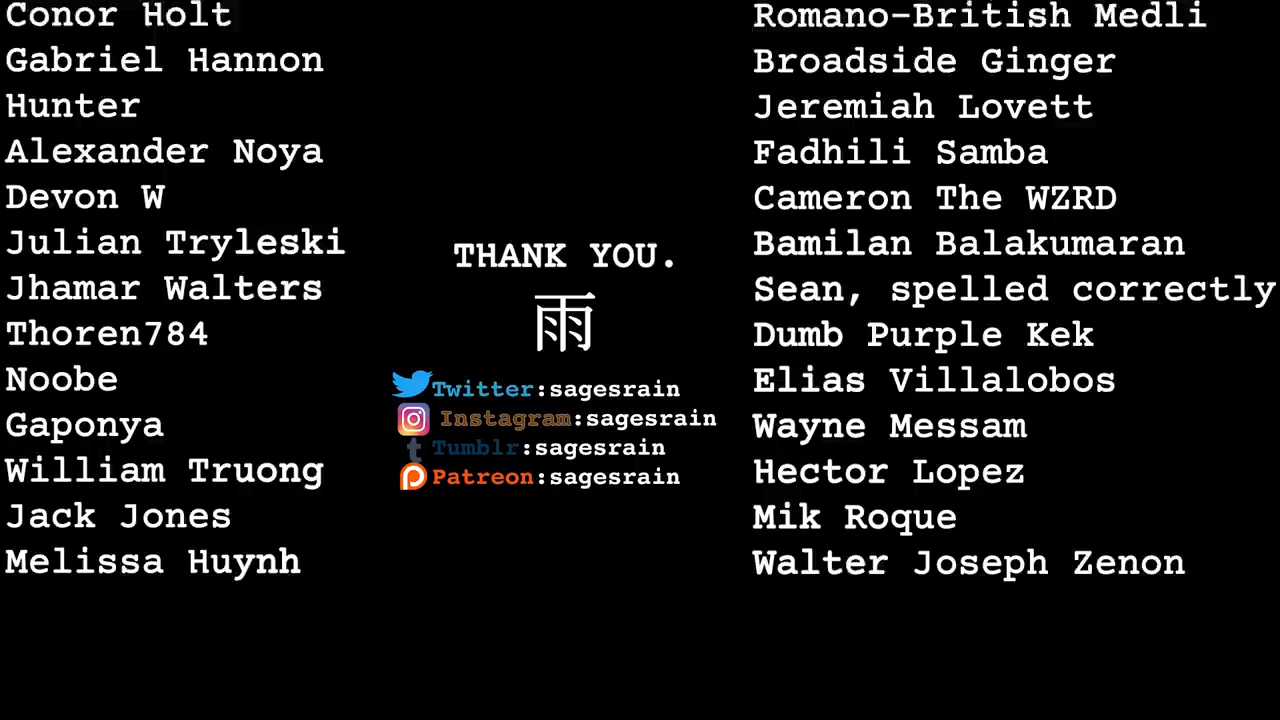 Conor Holt
Gabriel Hannon
Hunter
Alexander Noya
Devon W
Julian Tryleski
Jhamar Walters
Thoren784
Noobe
Gaponya
William Truong
Jack Jones
Melissa Huynh
THANK YOU.
雨
Twitter:sagesrain
Instagram:sagesrain
Tumblr:sagesrain
Patreon:sagesrain
Romano-British Medli
Broadside Ginger
Jeremiah Lovett
Fadhili Samba
Cameron The WZRD
Bamilan Balakumaran
Sean, spelled correctly
Dumb Purple Kek
Elias Villalobos
Wayne Messam
Hector Lopez
Mik Roque
Walter Joseph Zenon